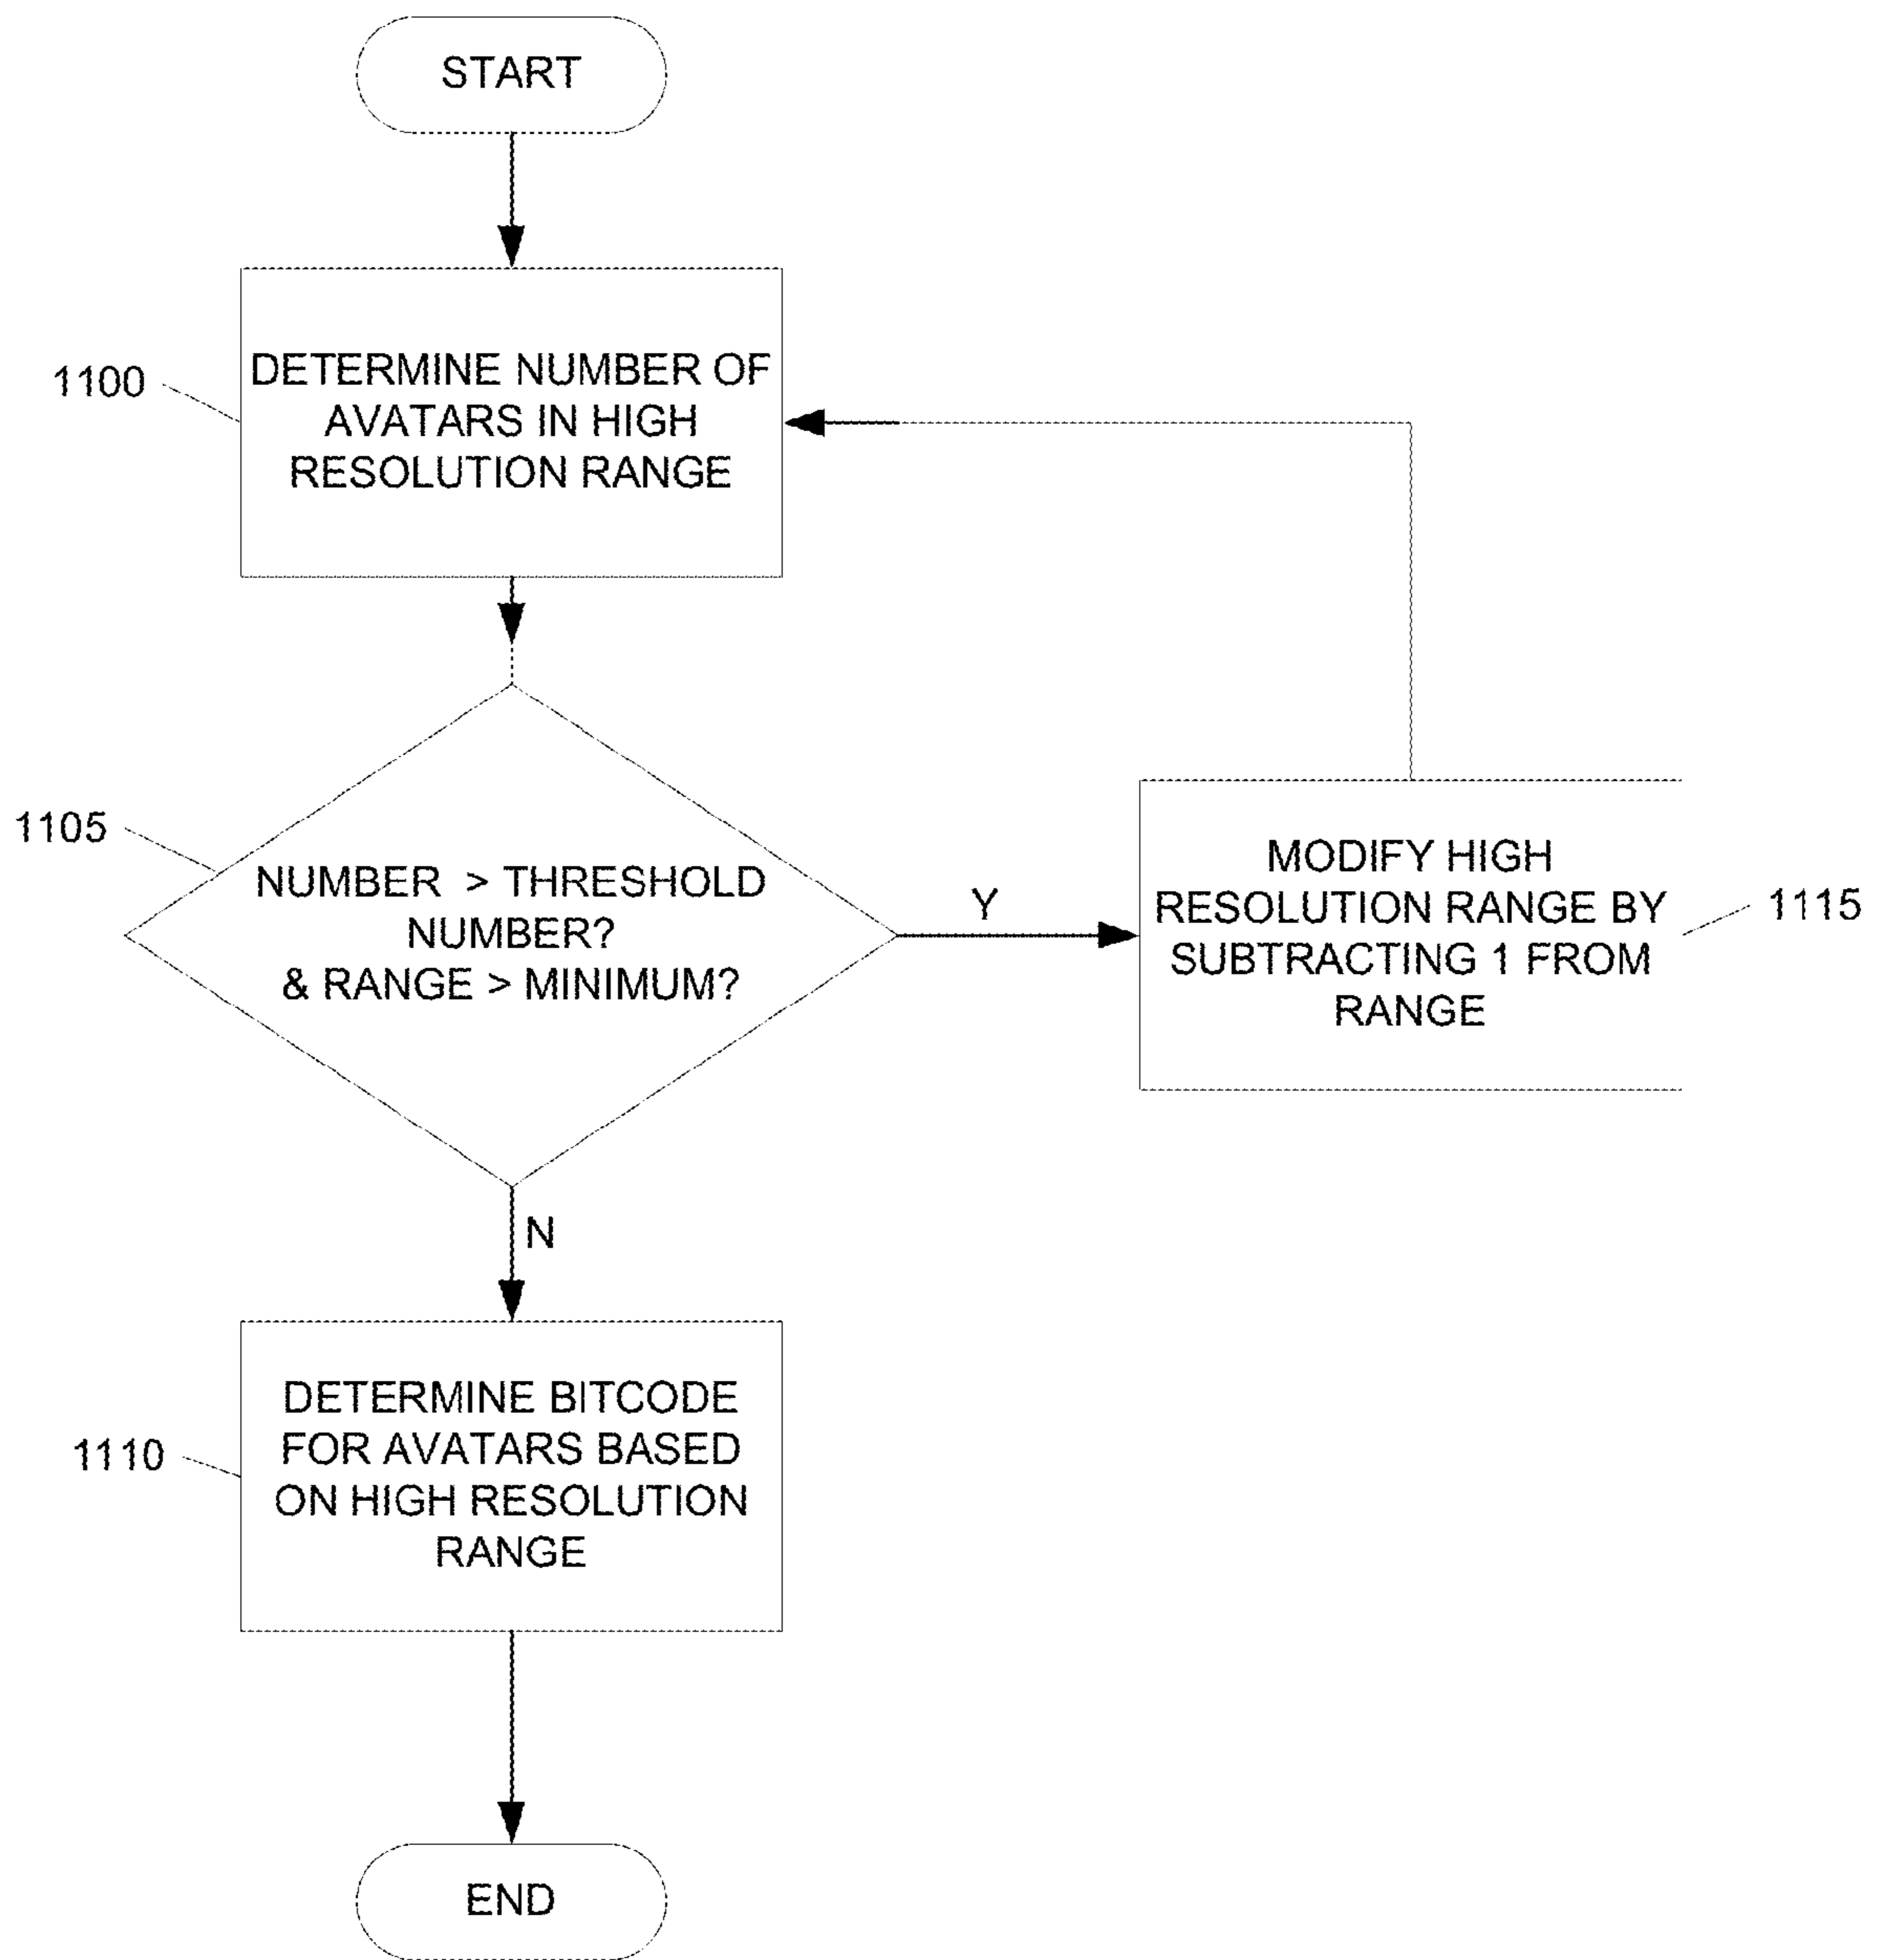 START
1100
DETERMINE NUMBER OF
AVATARS IN HIGH
RESOLUTION RANGE
1105
NUMBER > THRESHOLD
NUMBER?
& RANGE > MINIMUM?
Y
MODIFY HIGH
RESOLUTION RANGE BY
SUBTRACTING 1 FROM
RANGE
1115
N
1110
DETERMINE BITCODE
FOR AVATARS BASED
ON HIGH RESOLUTION
RANGE
END